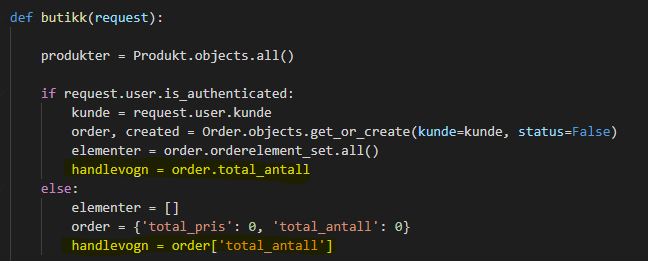 def butikk(request):
produkter = Produkt.objects.all()
if request.user.is_authenticated:
kunde = request.user.kunde
order, created = Order.objects.get_or_create(kunde=kunde, status=False)
elementer = order.orderelement_set.all()
handlevogn = order.total_antall
else:
elementer = []
order = {'total_pris': 0, 'total_antall': 0}
handlevogn = order['total_antall']